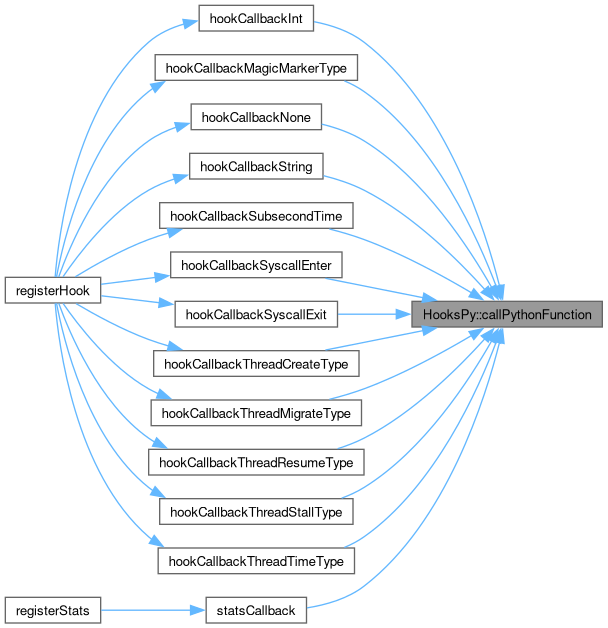 hookCallbackInt
hookCallbackMagicMarkerType
hookCallbackNone
hookCallbackString
hookCallbackSubsecondTime
hookCallbackSyscallEnter
registerHook
hookCallbackSyscallExit
HooksPy::callPythonFunction
hookCallbackThreadCreateType
hookCallbackThreadMigrateType
hookCallbackThreadResumeType
hookCallbackThreadStallType
hookCallbackThreadTimeType
registerStats
statsCallback